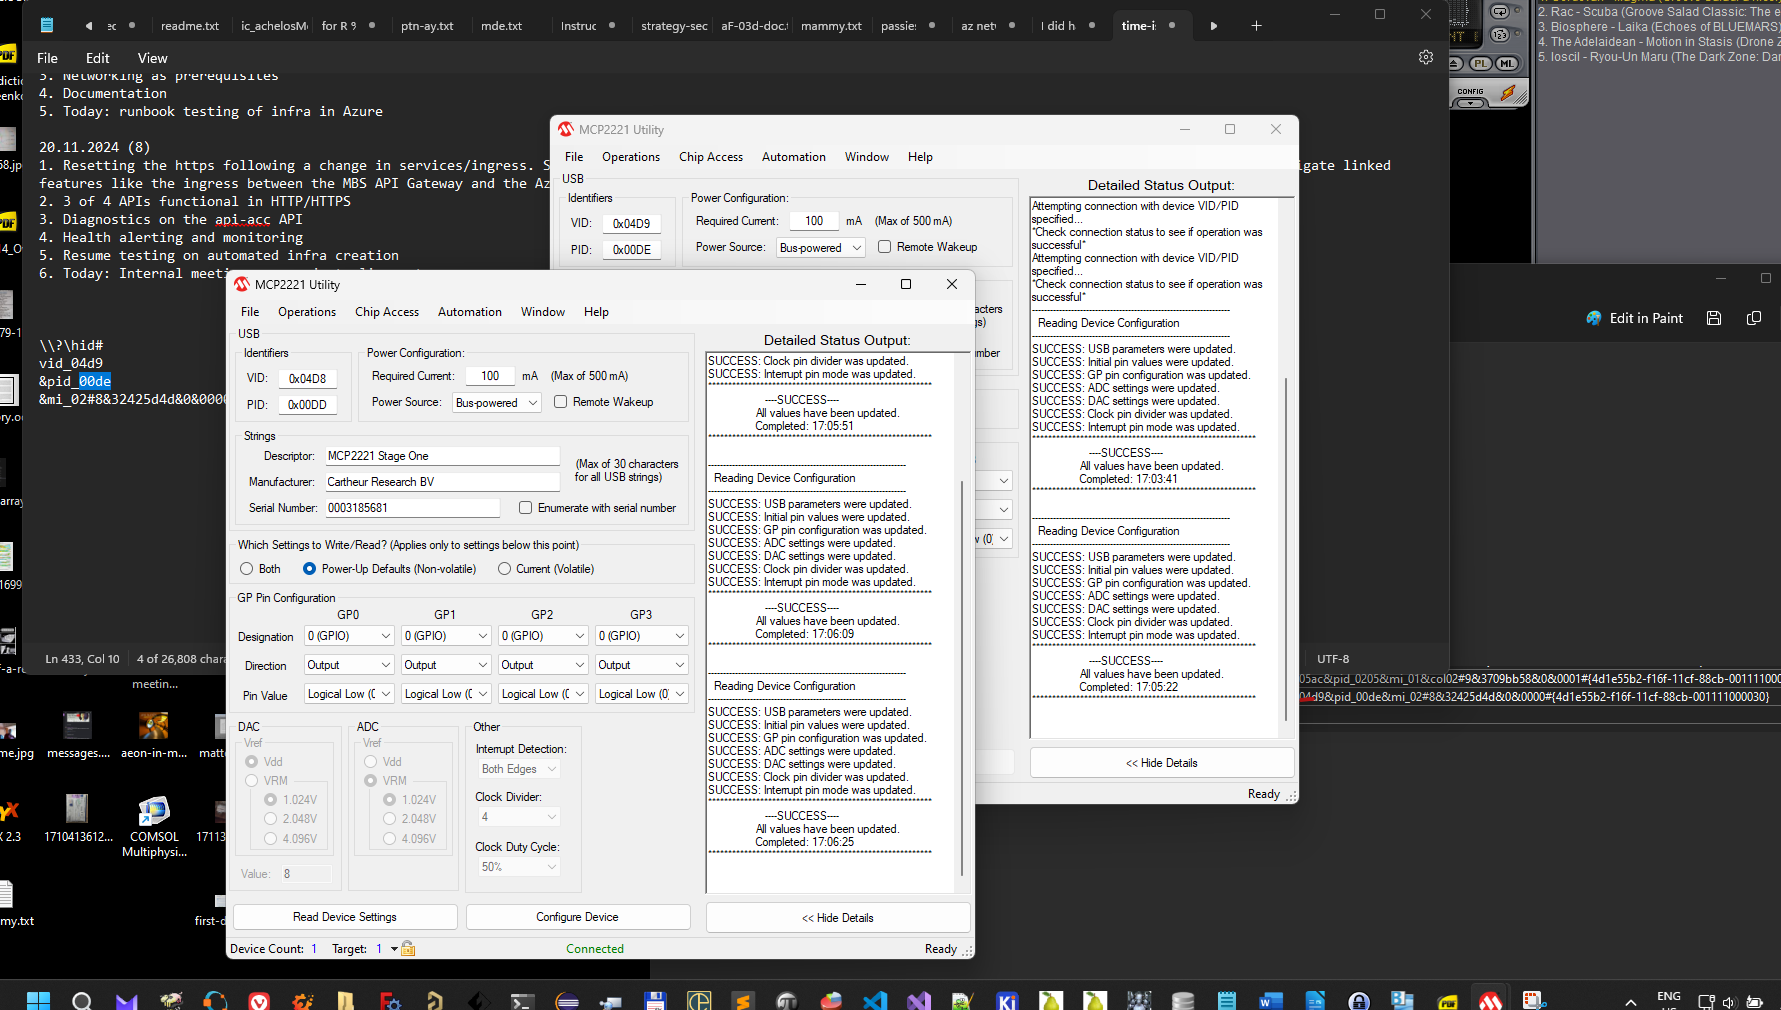 readme.txt
ptn-ay.txt
mde.txt
Instruc
strategy-sec
aF-03-doc.
mammy.txt
passie
az net
I did h
time-i
File Edit View
3. Networking as prerequisites
4. Documentation
5. Today: runbook testing of infra in Azure
20.11.2024 (8)
1. Resetting the https following a change in services/ingress. S
igate linked
features like the ingress between the MBS API Gateway and the Az
2. 3 of 4 APIs functional in HTTP/HTTPS
3. Diagnostics on the api-acc API
4. Health alerting and monitoring
5. Resume testing on automated infra creation
6. Today: Internal meeti
\\?\hid#
vid_04d9
&pid_00de
&mi_02#8&32425d4d&0&0000
Ln 433, Col 10
4 of 26,808 chara
UTF-8
2. Rac - Scuba (Groove Salad Classic: The e
3. Biosphere - Laika (Echoes of BLUEMARS)
4. The Adelaidean - Motion in Stasis (Drone Z
5. loscil - Ryou-Un Maru (The Dark Zone: Dar
PL
ML
CONFIG
Edit in Paint
MCP2221 Utility
File Operations Chip Access Automation Window Help
USB
Identifiers
VID: 0x04D9
PID: 0x00DE
Power Configuration:
Required Current: 100 mA (Max of 500 mA)
Power Source: Bus-powered Remote Wakeup
Detailed Status Output:
Attempting connection with device VID/PID
specified...
*Check connection status to see if operation was
successful*
Attempting connection with device VID/PID
specified...
*Check connection status to see if operation was
successful*
Reading Device Configuration
SUCCESS: USB parameters were updated.
SUCCESS: Initial pin values were updated.
SUCCESS: GP pin configuration was updated.
SUCCESS: ADC settings were updated.
SUCCESS: DAC settings were updated.
SUCCESS: Clock pin divider was updated.
SUCCESS: Interrupt pin mode was updated.
----SUCCESS----
All values have been updated.
Completed: 17:03:41
Reading Device Configuration
SUCCESS: USB parameters were updated.
SUCCESS: Initial pin values were updated.
SUCCESS: GP pin configuration was updated.
SUCCESS: ADC settings were updated.
SUCCESS: DAC settings were updated.
SUCCESS: Clock pin divider was updated.
SUCCESS: Interrupt pin mode was updated.
----SUCCESS----
All values have been updated.
Completed: 17:05:22
<< Hide Details
Ready
MCP2221 Utility
File Operations Chip Access Automation Window Help
USB
Identifiers
VID: 0x04D8
PID: 0x00DD
Power Configuration:
Required Current: 100 mA (Max of 500 mA)
Power Source: Bus-powered Remote Wakeup
Strings
Descriptor: MCP2221 Stage One
Manufacturer: Cartheur Research BV
Serial Number: 0003185681
(Max of 30 characters
for all USB strings)
Enumerate with serial number
Which Settings to Write/Read? (Applies only to settings below this point)
Both Power-Up Defaults (Non-volatile) Current (Volatile)
GP Pin Configuration
GP0 GP1 GP2 GP3
Designation 0 (GPIO) 0 (GPIO) 0 (GPIO) 0 (GPIO)
Direction Output Output Output Output
Pin Value Logical Low (0 Logical Low (0 Logical Low (0 Logical Low (0)
DAC
Vref
Vdd
VRM
1.024V
2.048V
4.096V
Value: 8
ADC
Vref
Vdd
VRM
1.024V
2.048V
4.096V
Other
Interrupt Detection:
Both Edges
Clock Divider:
4
Clock Duty Cycle:
50%
Read Device Settings
Configure Device
Detailed Status Output:
SUCCESS: Clock pin divider was updated.
SUCCESS: Interrupt pin mode was updated.
----SUCCESS----
All values have been updated.
Completed: 17:05:51
Reading Device Configuration
SUCCESS: USB parameters were updated.
SUCCESS: Initial pin values were updated.
SUCCESS: GP pin configuration was updated.
SUCCESS: ADC settings were updated.
SUCCESS: DAC settings were updated.
SUCCESS: Clock pin divider was updated.
SUCCESS: Interrupt pin mode was updated.
----SUCCESS----
All values have been updated.
Completed: 17:06:09
Reading Device Configuration
SUCCESS: USB parameters were updated.
SUCCESS: Initial pin values were updated.
SUCCESS: GP pin configuration was updated.
SUCCESS: ADC settings were updated.
SUCCESS: DAC settings were updated.
SUCCESS: Clock pin divider was updated.
SUCCESS: Interrupt pin mode was updated.
----SUCCESS----
All values have been updated.
Completed: 17:06:25
<< Hide Details
Device Count: 1 Target: 1
Connected
Ready
05ac&pid_0205&mi_01&col02#9&3709bb58&0&0001#{4d1e55b2-f16f-11cf-88cb-0011110000
04d9&pid_00de&mi_02#8&32425d4d&0&0000#{4d1e55b2-f16f-11cf-88cb-001111000030}
meetin...
me.jpg
messages....
aeon-in-m...
matt
X 2.3
1710413612...
COMSOL
Multiphysi...
17113
my.txt
first-d
ENG